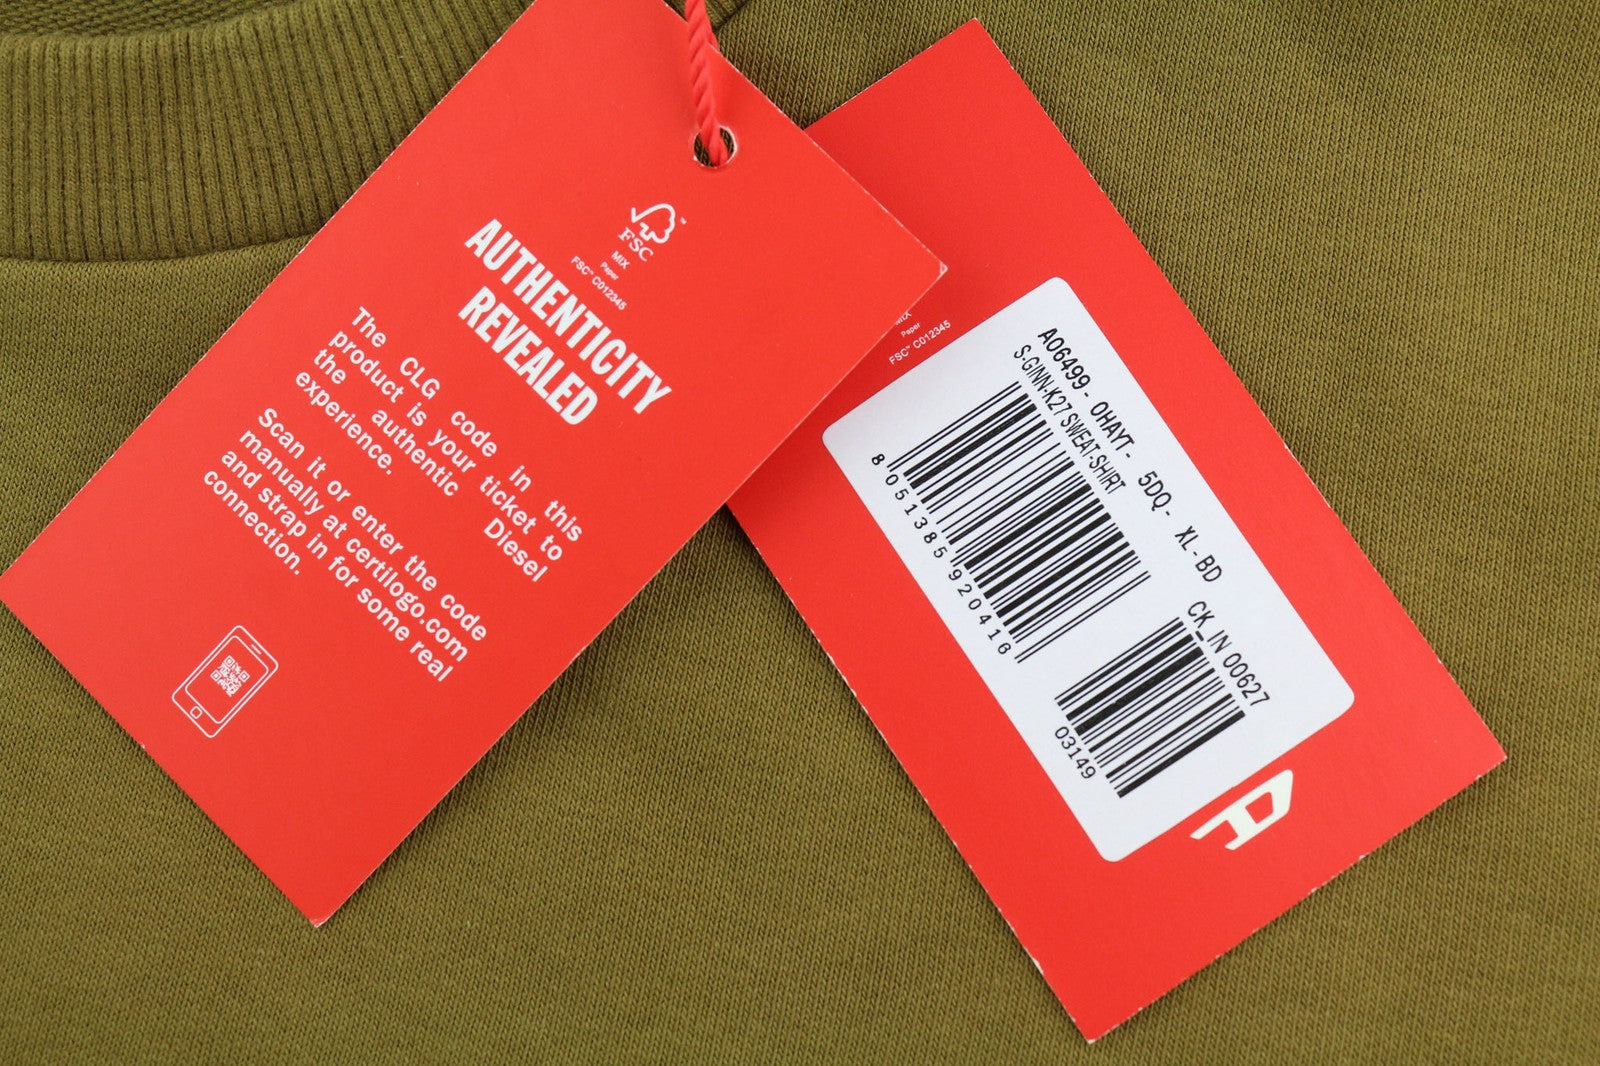 FSC
MIX
Paper
FSC™ C012345
AUTHENTICITY
REVEALED
The CLG code in this
product is your ticket to
the authentic Diesel
experience.
Scan it or enter the code
manually at certilogo.com
and strap in for some real
connection.
MIX
Paper
FSC™ C012345
A06499 - 0HAYT - 5DQ - XL - BD
S-GINN-K27 SWEAT-SHIRT
8 051385 920416
CK_IN 00627
03149